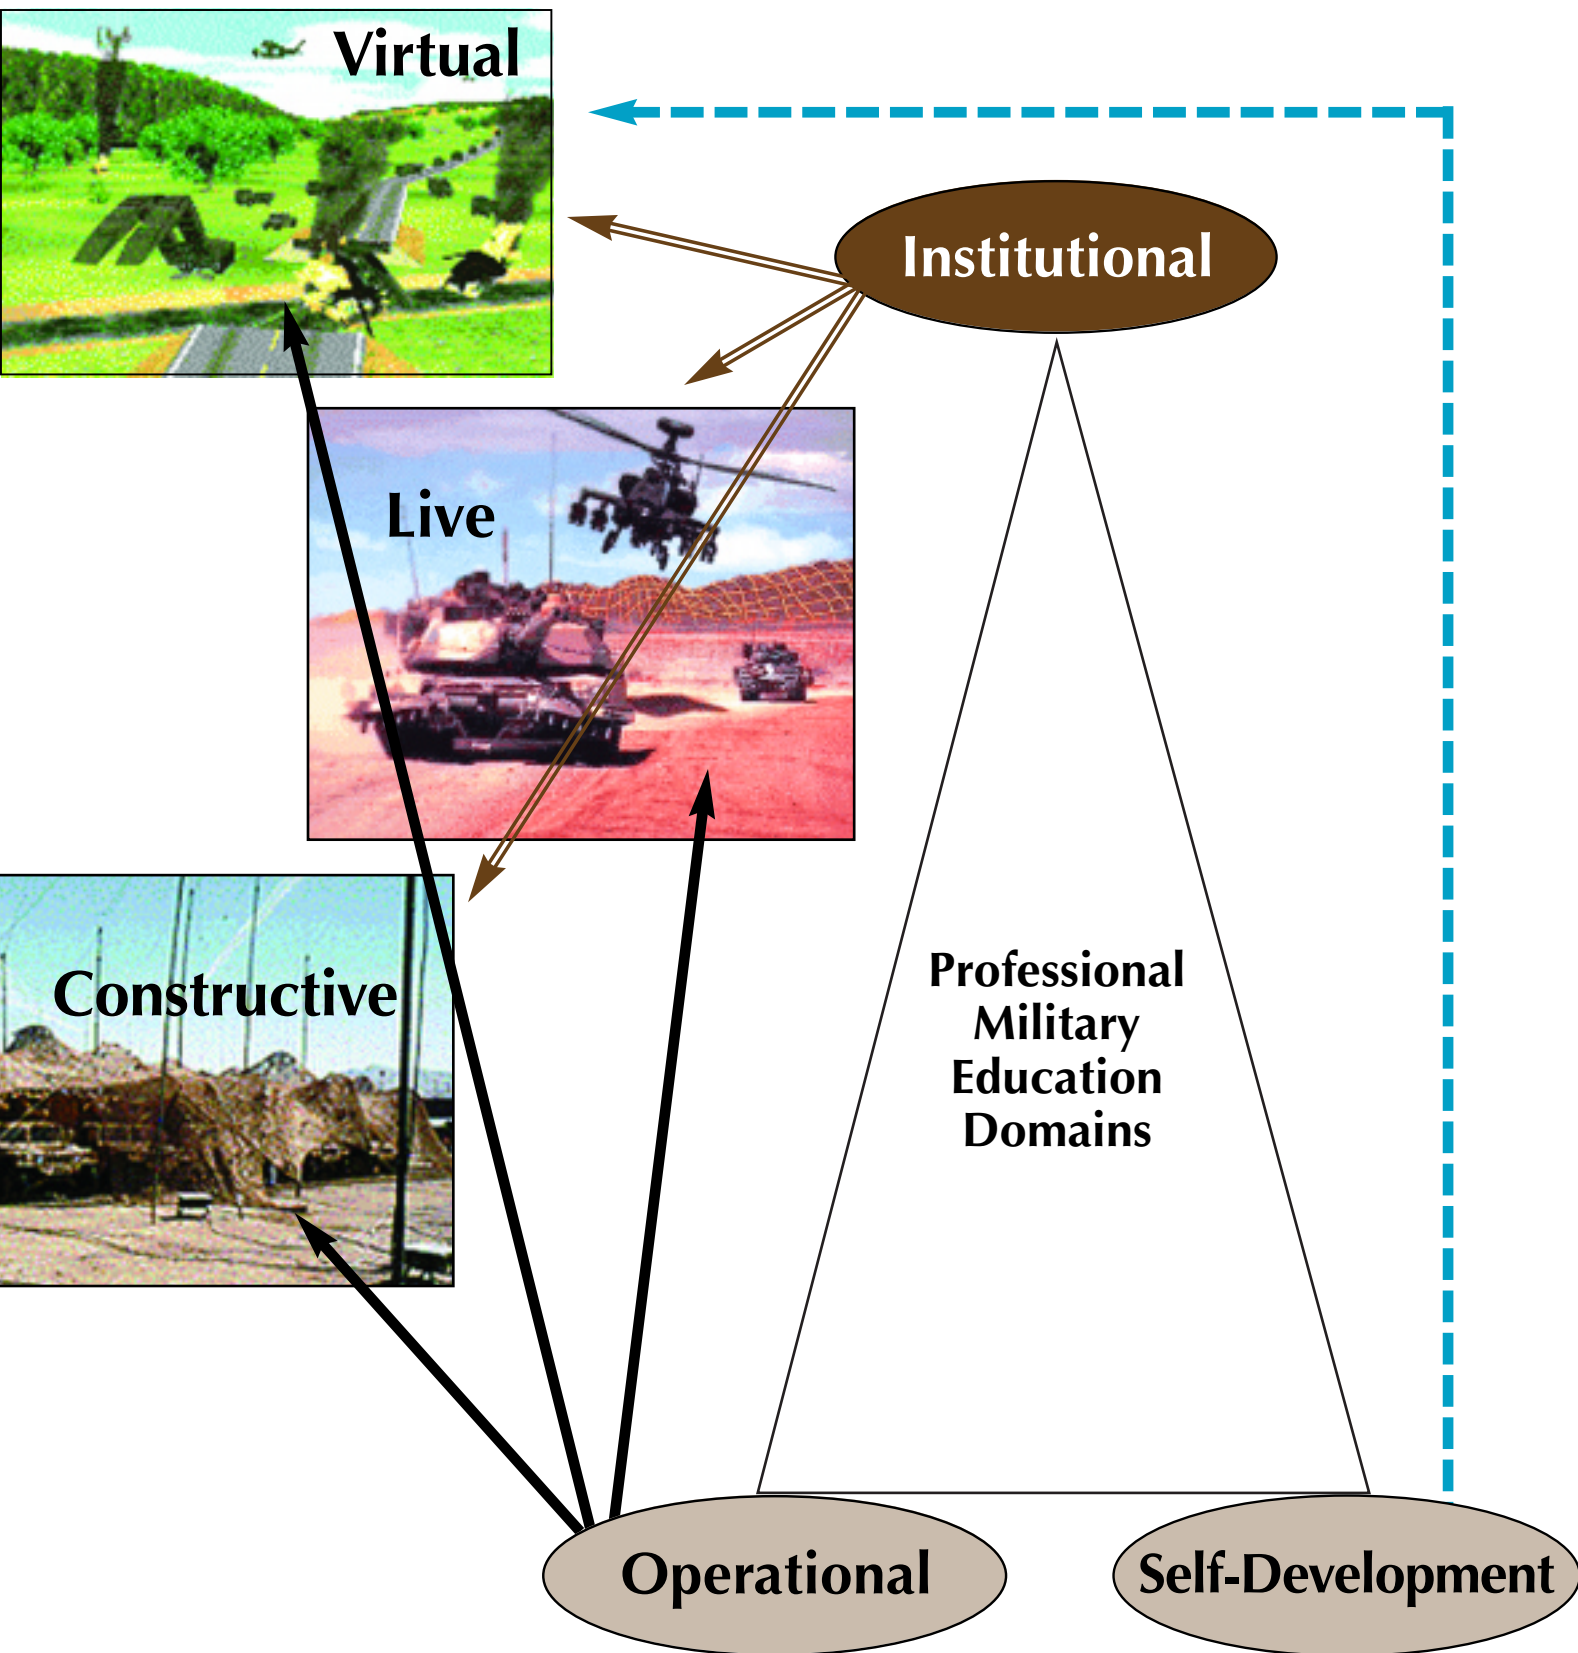 Virtual
Institutional
Live
Professional
Military
Education
Domains
Constructive
Operational
Self-Development